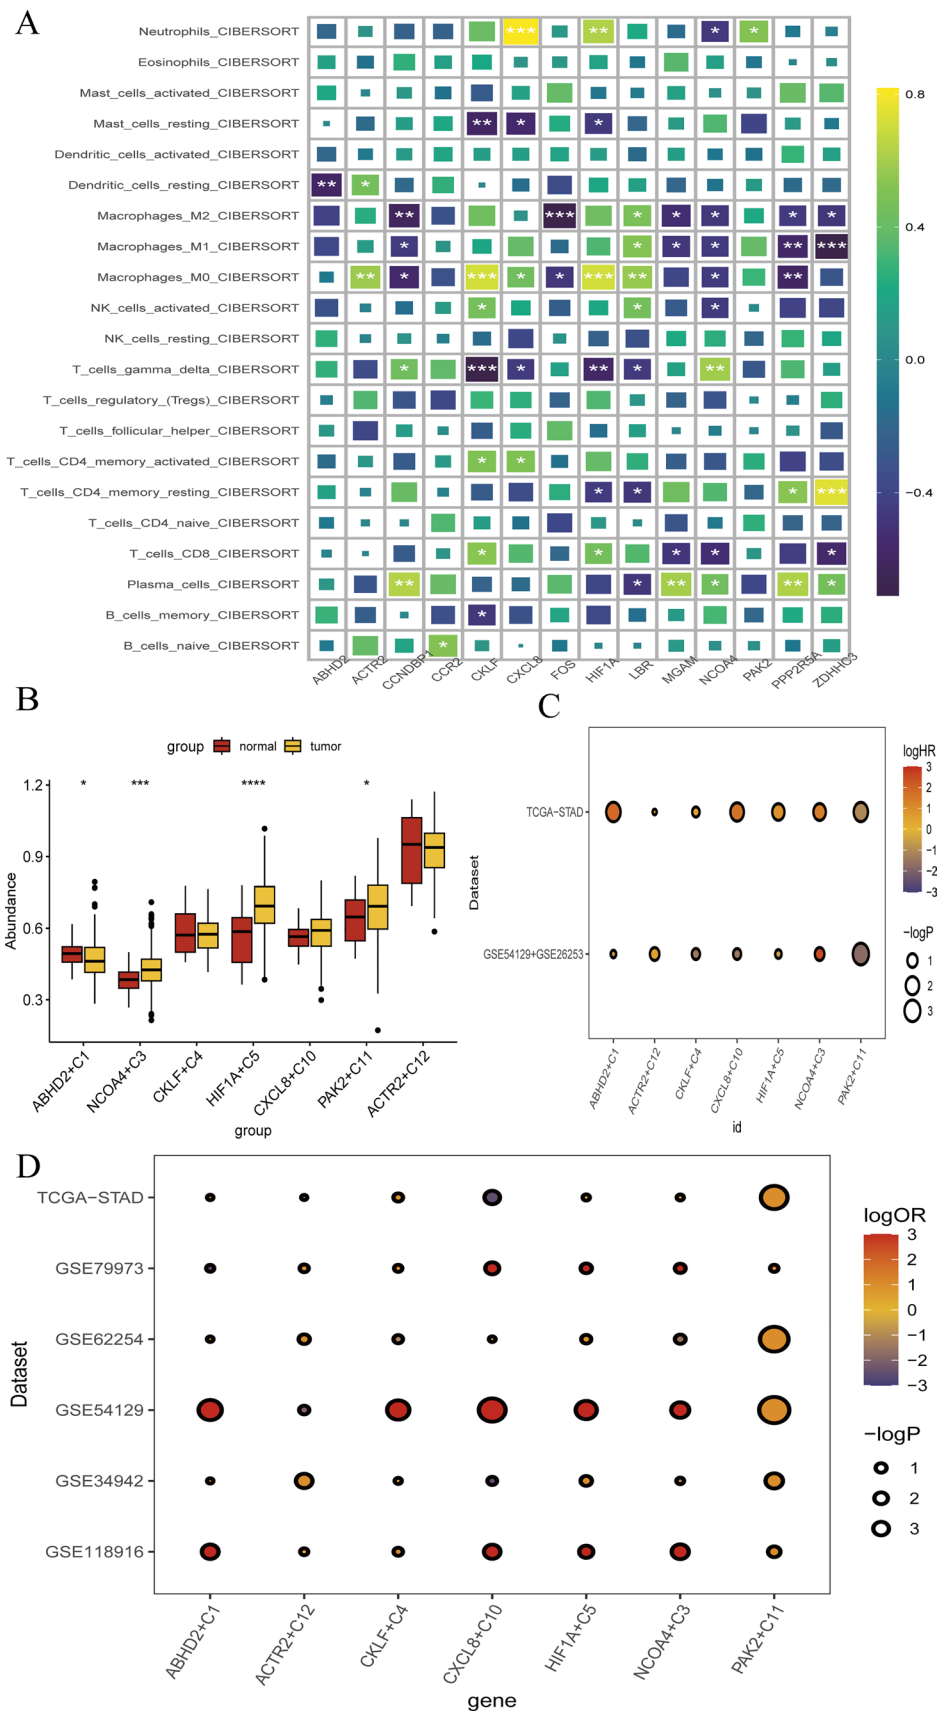 A
Neutrophils_CIBERSORT *** ** * *
Eosinophils_CIBERSORT
Mast_cells_activated_CIBERSORT
Mast_cells_resting_CIBERSORT ** * *
Dendritic_cells_activated_CIBERSORT
Dendritic_cells_resting_CIBERSORT ** *
Macrophages_M2_CIBERSORT ** *** * * * * *
Macrophages_M1_CIBERSORT * * * * ** ***
Macrophages_M0_CIBERSORT ** * *** * * *** ** * **
NK_cells_activated_CIBERSORT * * *
NK_cells_resting_CIBERSORT
T_cells_gamma_delta_CIBERSORT * *** * ** * **
T_cells_regulatory_(Tregs)_CIBERSORT
T_cells_follicular_helper_CIBERSORT
T_cells_CD4_memory_activated_CIBERSORT * *
T_cells_CD4_memory_resting_CIBERSORT * * * ***
T_cells_CD4_naive_CIBERSORT
T_cells_CD8_CIBERSORT * * * * *
Plasma_cells_CIBERSORT ** * ** * ** *
B_cells_memory_CIBERSORT *
B_cells_naive_CIBERSORT *
ABHD2 ACTR2 CCNDBP1 CCR2 CKLF CXCL8 FOS HIF1A LBR MGAM NCOA4 PAK2 PPP2R5A ZDHHC3
0.8
0.4
0.0
−0.4
B
group normal tumor
* *** **** *
1.2
0.9
0.6
0.3
Abundance
ABHD2+C1 NCOA4+C3 CKLF+C4 HIF1A+C5 CXCL8+C10 PAK2+C11 ACTR2+C12
group
C
TCGA−STAD
GSE54129+GSE26253
Dataset
ABHD2+C1 ACTR2+C12 CKLF+C4 CXCL8+C10 HIF1A+C5 NCOA4+C3 PAK2+C11
id
logHR
3
2
1
0
−1
−2
−3
−logP
1
2
3
D
TCGA−STAD
GSE79973
GSE62254
GSE54129
GSE34942
GSE118916
Dataset
ABHD2+C1 ACTR2+C12 CKLF+C4 CXCL8+C10 HIF1A+C5 NCOA4+C3 PAK2+C11
gene
logOR
3
2
1
0
−1
−2
−3
−logP
1
2
3